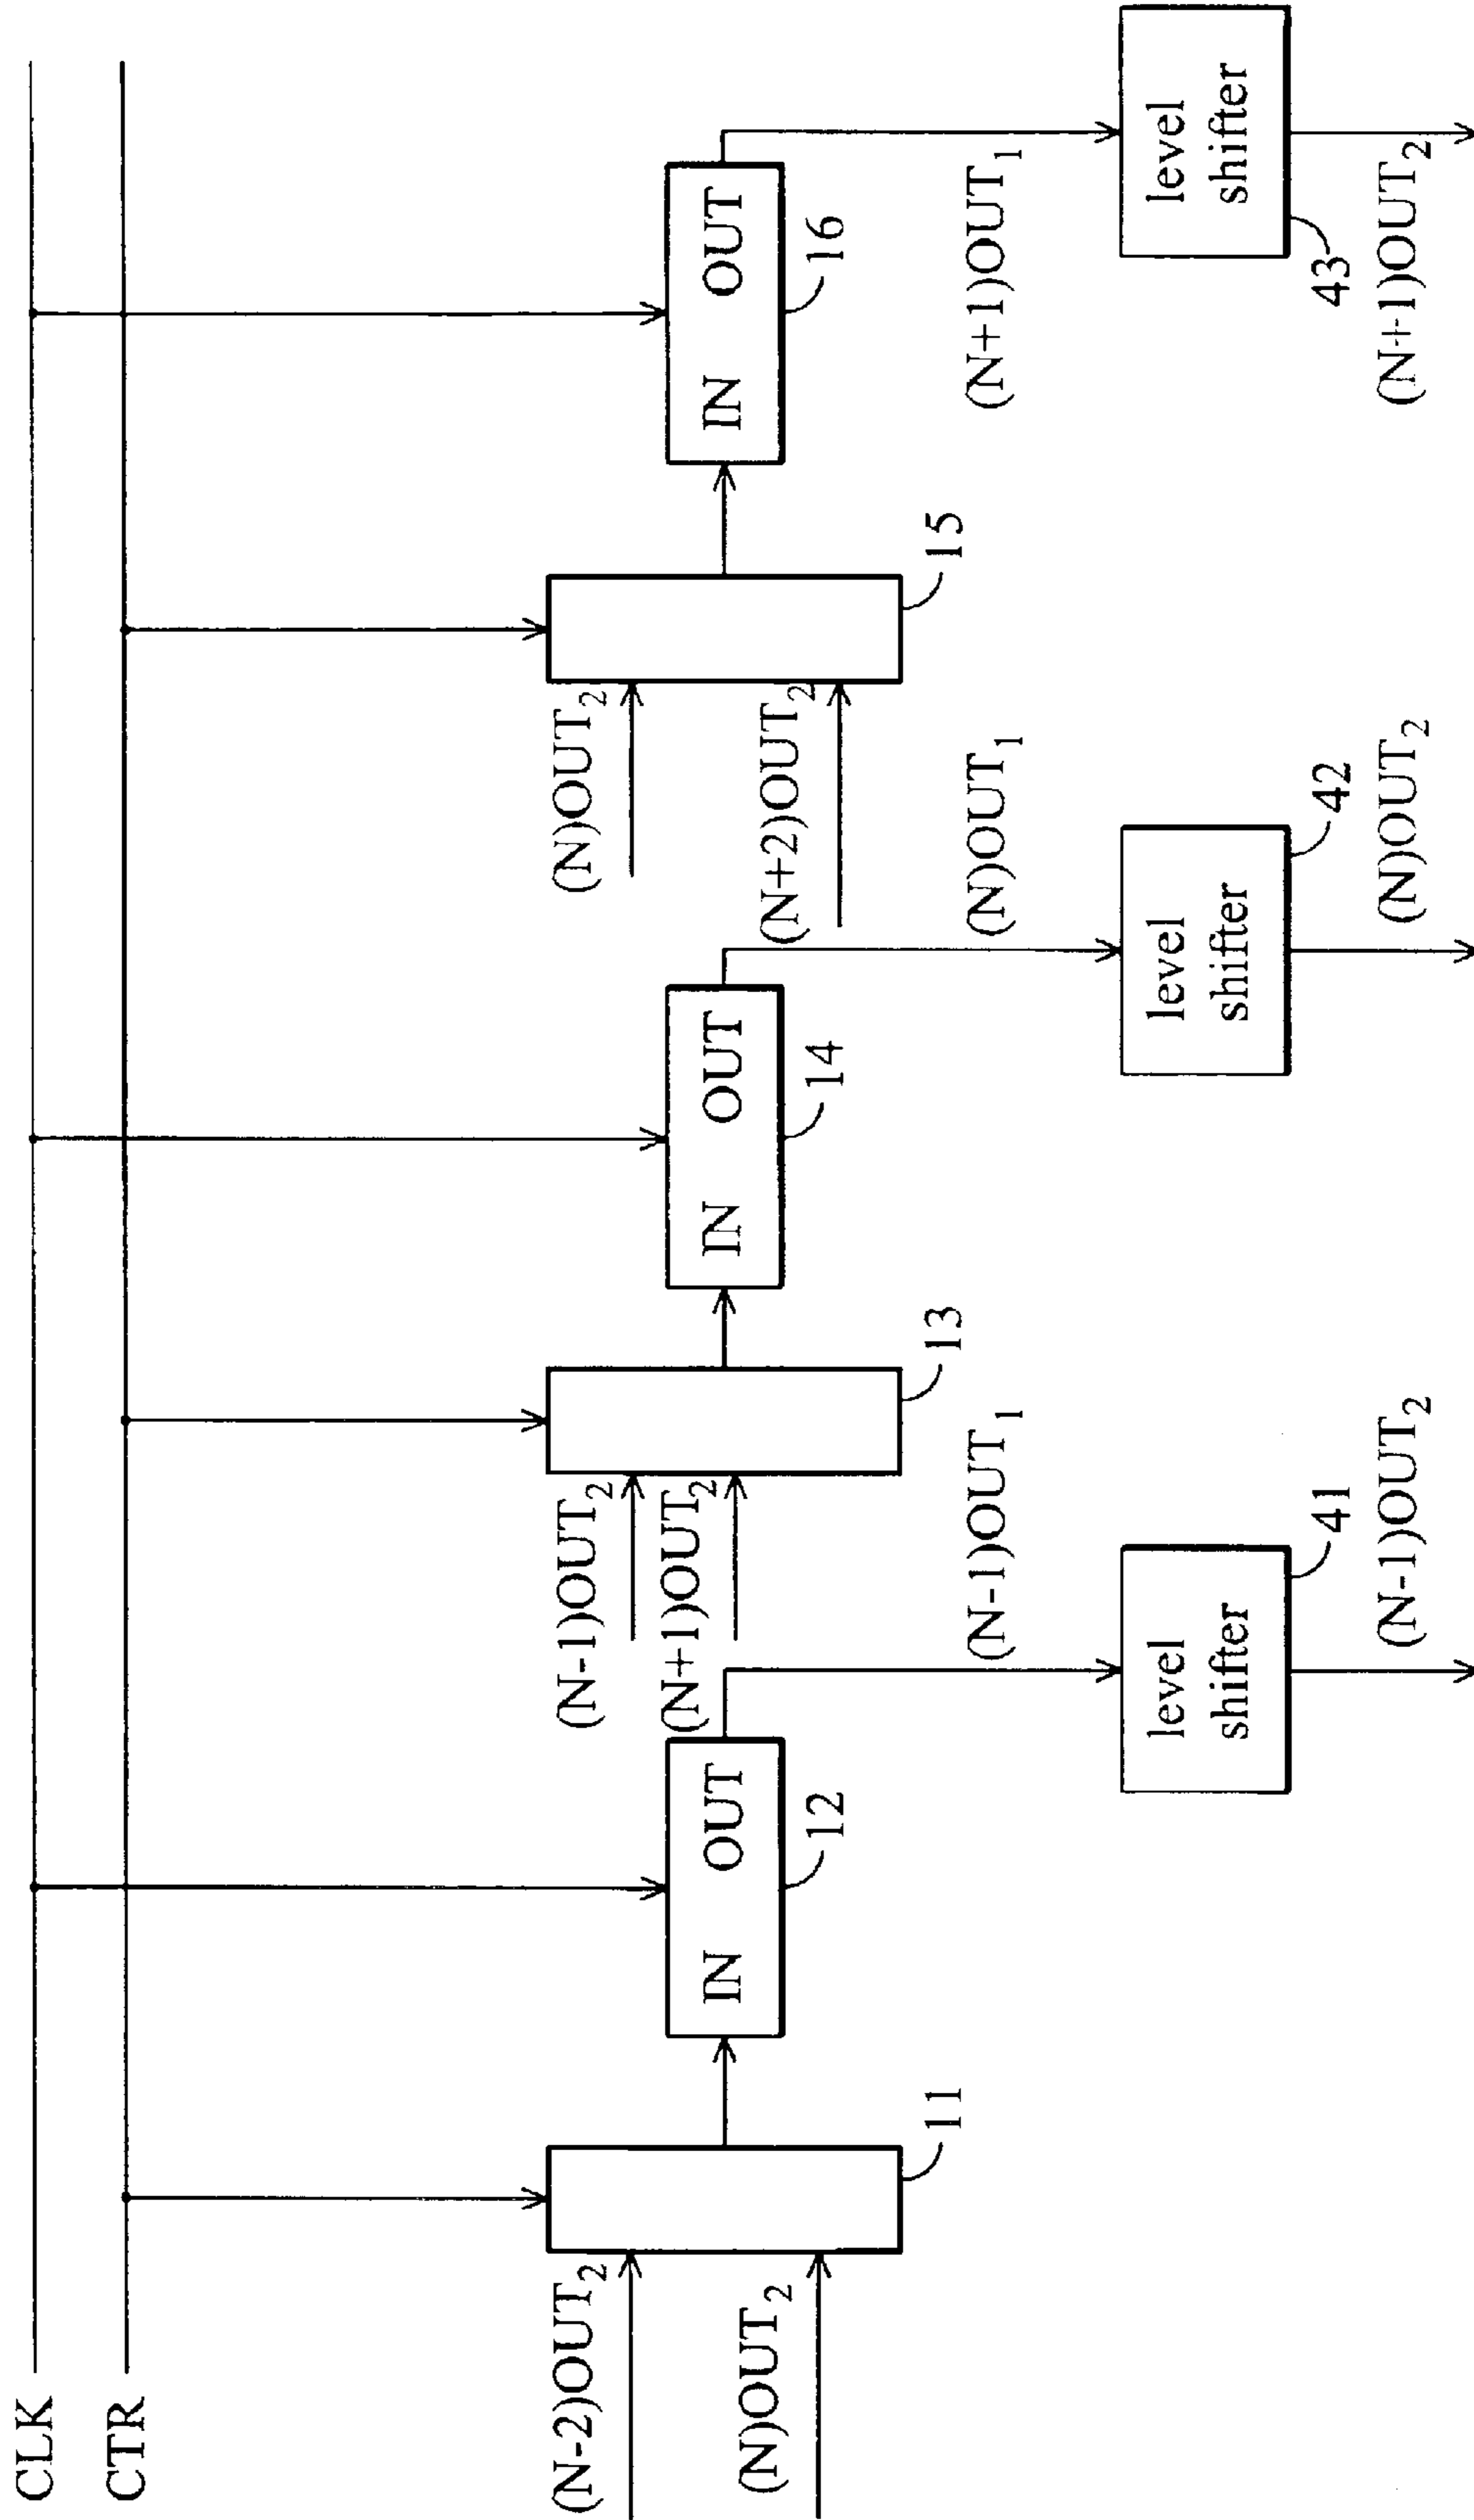 CLK
CTR
(N-2)OUT₂
(N)OUT₂
11
IN OUT
12
(N-1)OUT₂
(N+1)OUT₂
13
IN OUT
14
(N)OUT₂
(N+2)OUT₂
15
IN OUT
16
(N-1)OUT₁
(N)OUT₁
(N+1)OUT₁
level
shifter
41
level
shifter
42
level
shifter
43
(N-1)OUT₂
(N)OUT₂
(N+1)OUT₂